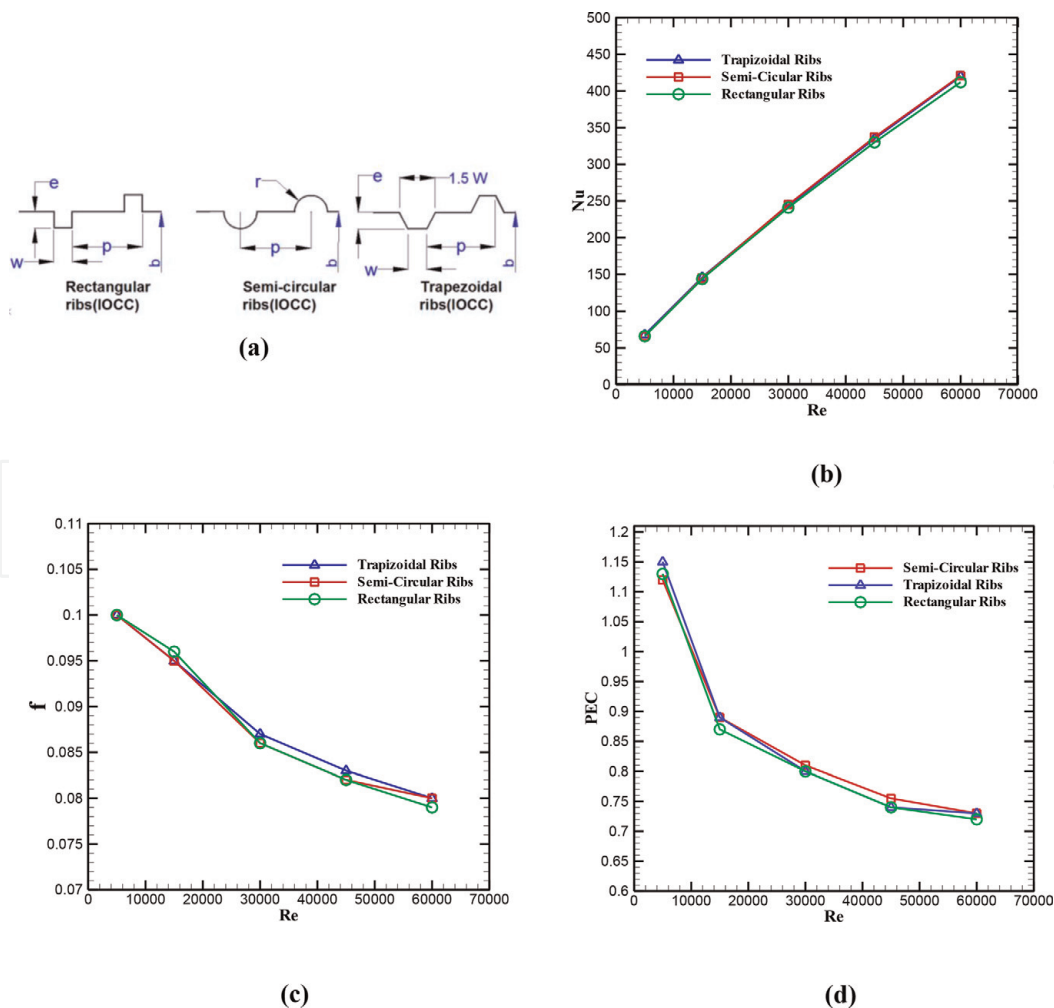 e
w
p
b
Rectangular
ribs(IOCC)
r
p
b
Semi-circular
ribs(IOCC)
e
1.5 W
w
p
b
Trapezoidal
ribs(IOCC)
(a)
500
450
400
350
300
250
200
150
100
50
0
Nu
Trapizoidal Ribs
Semi-Cicular Ribs
Rectangular Ribs
10000 20000 30000 40000 50000 60000 70000
Re
(b)
0.11
0.105
0.1
0.095
0.09
0.085
0.08
0.075
0.07
f
Trapizoidal Ribs
Semi-Circular Ribs
Rectangular Ribs
0 10000 20000 30000 40000 50000 60000 70000
Re
(c)
1.2
1.15
1.1
1.05
1
0.95
0.9
0.85
0.8
0.75
0.7
0.65
0.6
PEC
Semi-Circular Ribs
Trapizoidal Ribs
Rectangular Ribs
0 10000 20000 30000 40000 50000 60000 70000
Re
(d)